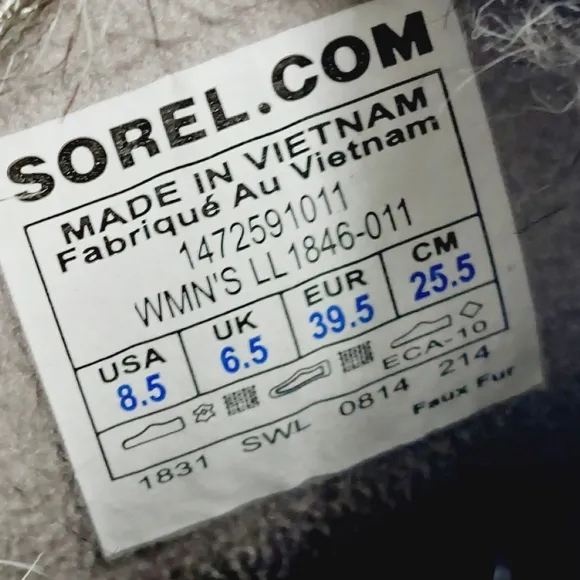 SOREL.COM
MADE IN VIETNAM
Fabriqué Au Vietnam
1472591011
WMN'S LL1846-011
USA UK EUR CM
8.5 6.5 39.5 25.5
ECA-10
1831 SWL 0814 214
Faux Fur